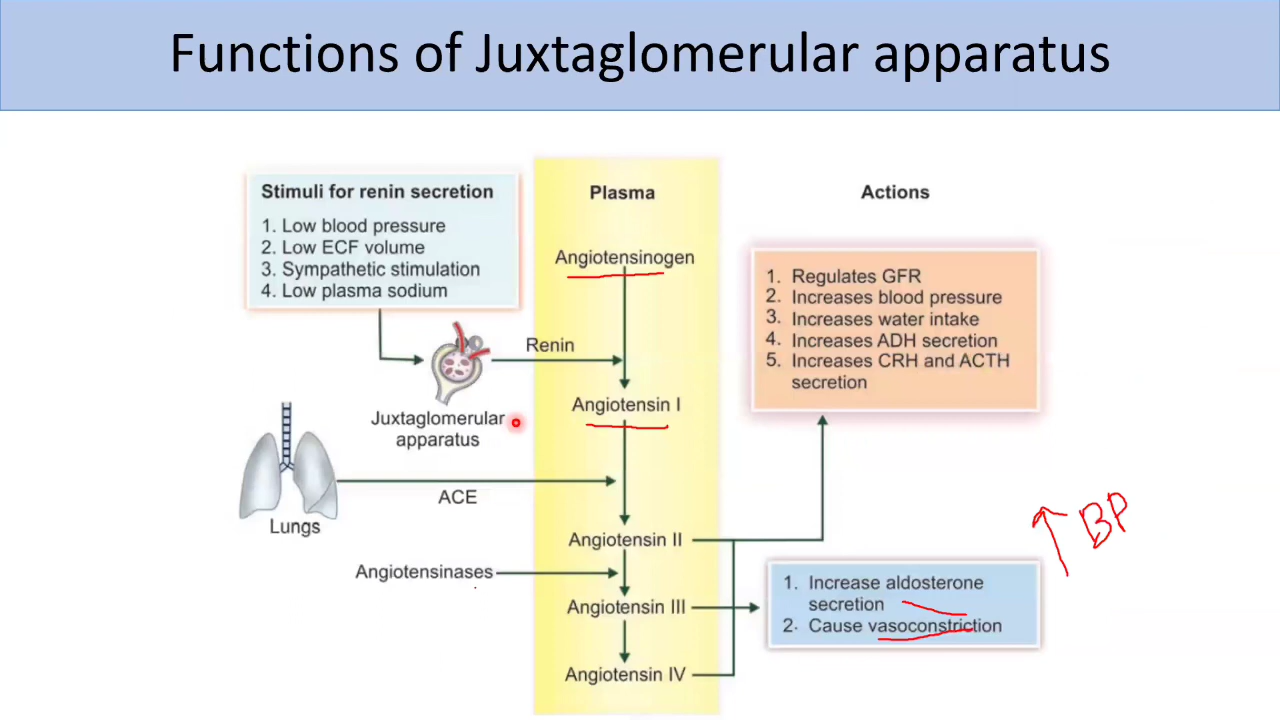 Functions of Juxtaglomerular apparatus
Stimuli for renin secretion
1. Low blood pressure
2. Low ECF volume
3. Sympathetic stimulation
4. Low plasma sodium
Plasma
Actions
Angiotensinogen
1. Regulates GFR
2. Increases blood pressure
3. Increases water intake
4. Increases ADH secretion
5. Increases CRH and ACTH
secretion
Renin
Juxtaglomerular
apparatus
Angiotensin I
ACE
Lungs
Angiotensin II
BP
Angiotensinases
Angiotensin III
1. Increase aldosterone
secretion
2. Cause vasoconstriction
Angiotensin IV